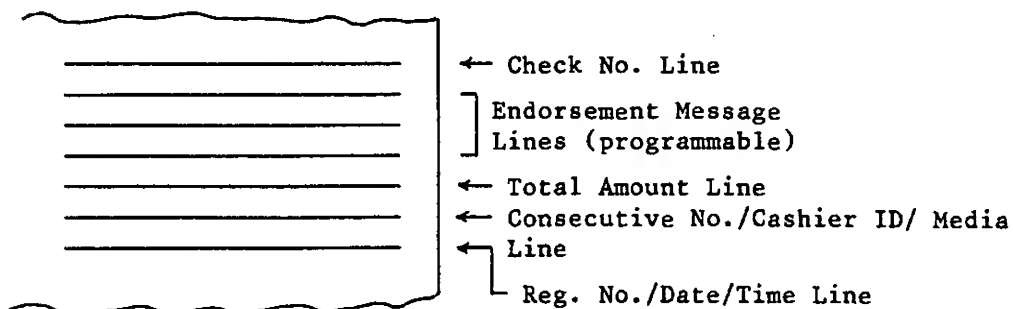 Check No. Line
Endorsement Message
Lines (programmable)
Total Amount Line
Consecutive No./Cashier ID/ Media
Line
Reg. No./Date/Time Line